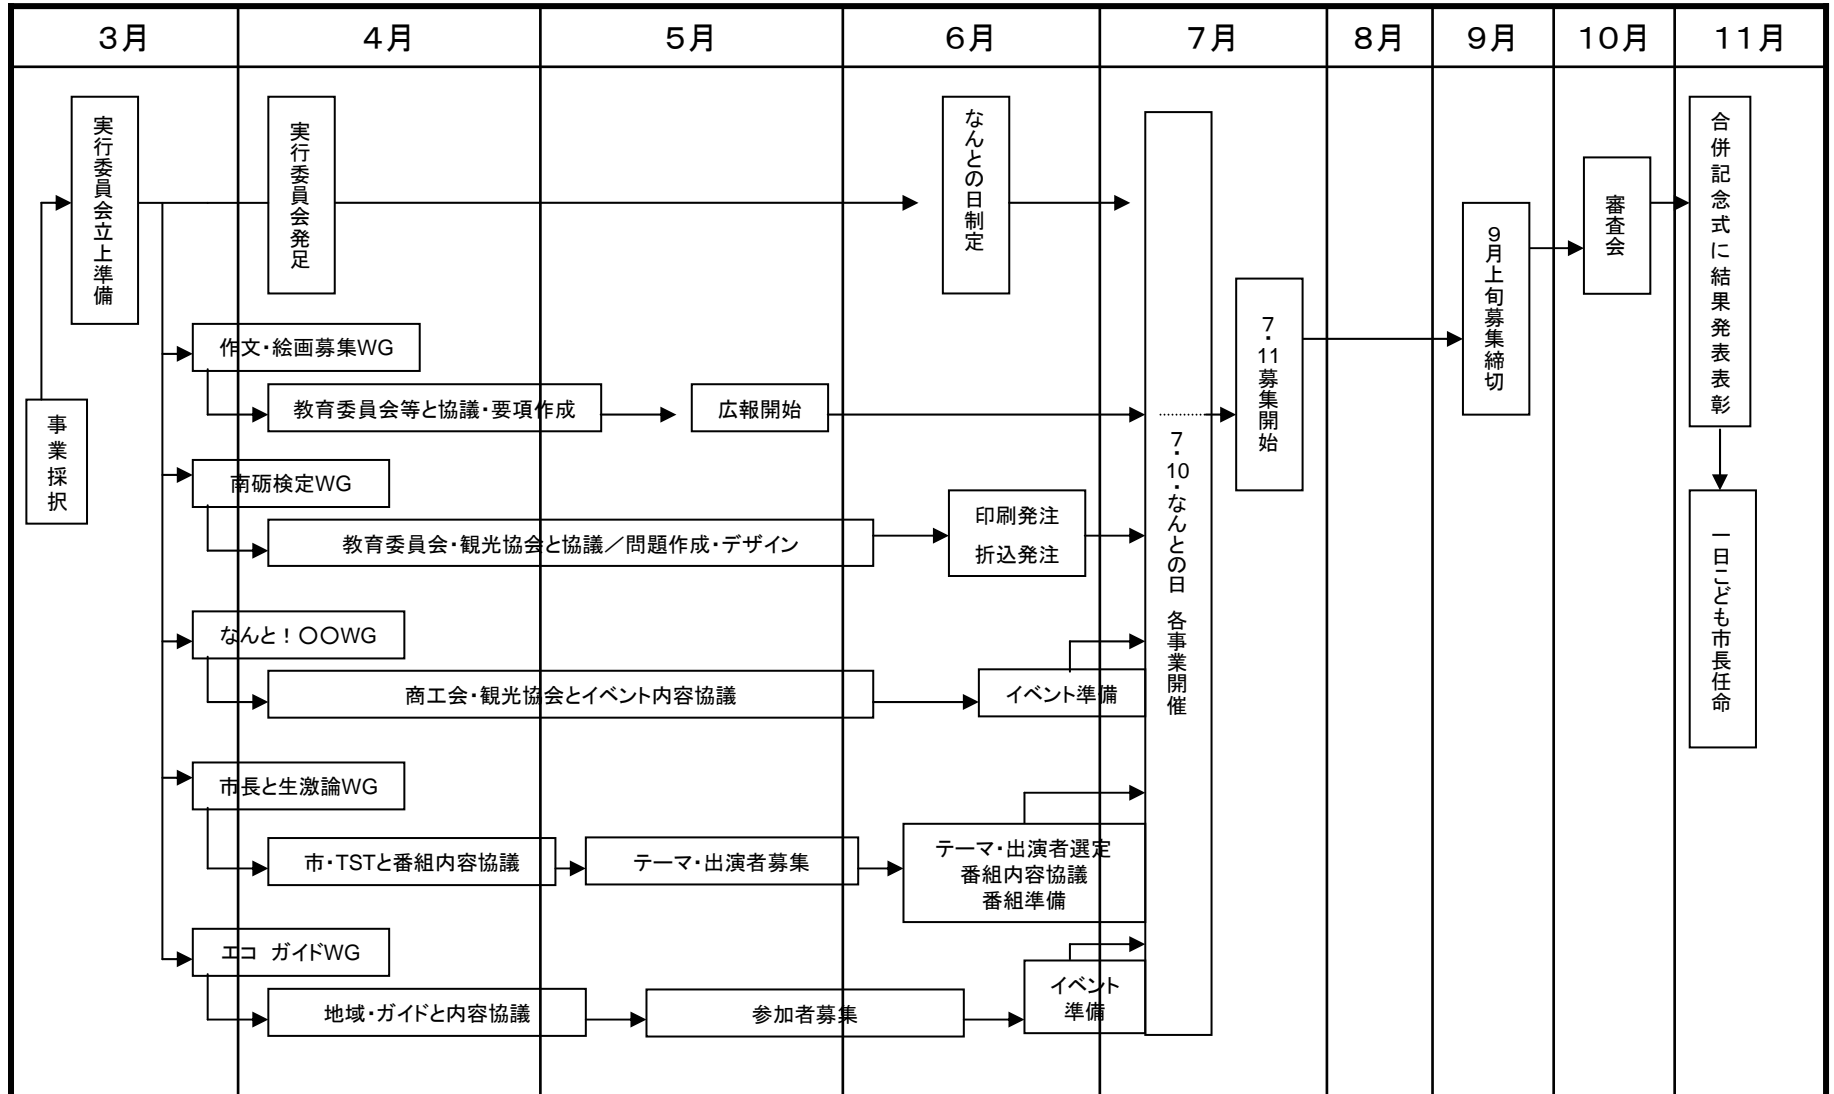 3月
4月
5月
6月
7月
8月
9月
10月
11月
事業採択
実行委員会立上準備
実行委員会発足
なんとの日制定
作文・絵画募集WG
教育委員会等と協議・要項作成
広報開始
南砺検定WG
教育委員会・観光協会と協議／問題作成・デザイン
印刷発注
折込発注
なんと！〇〇WG
商工会・観光協会とイベント内容協議
イベント準備
市長と生激論WG
市・TSTと番組内容協議
テーマ・出演者募集
テーマ・出演者選定
番組内容協議
番組準備
エコ ガイドWG
地域・ガイドと内容協議
参加者募集
イベント
準備
7・10・なんとの日 各事業開催
7・11募集開始
9月上旬募集締切
審査会
合併記念式に結果発表表彰
一日こども市長任命